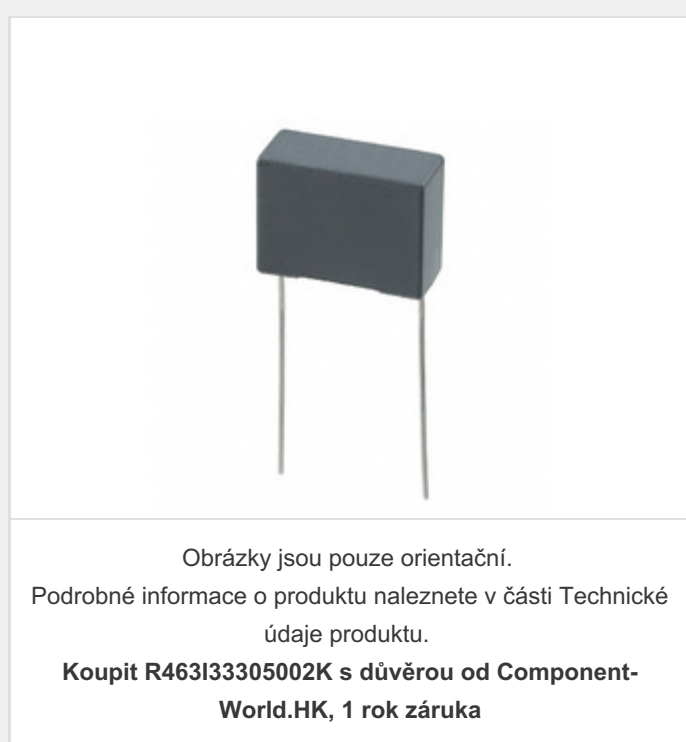 Obrázky jsou pouze orientační.
Podrobné informace o produktu naleznete v části Technické
údaje produktu.
Koupit R463I33305002K s důvěrou od Component-
World.HK, 1 rok záruka